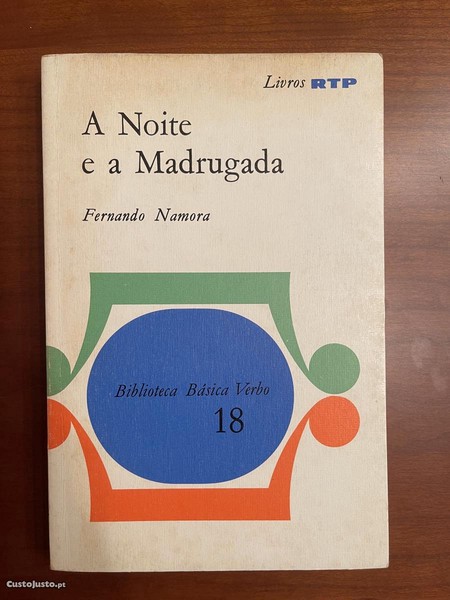 Livros RTP
A Noite
e a Madrugada
Fernando Namora
Biblioteca Básica Verbo
18
CustoJusto.pt